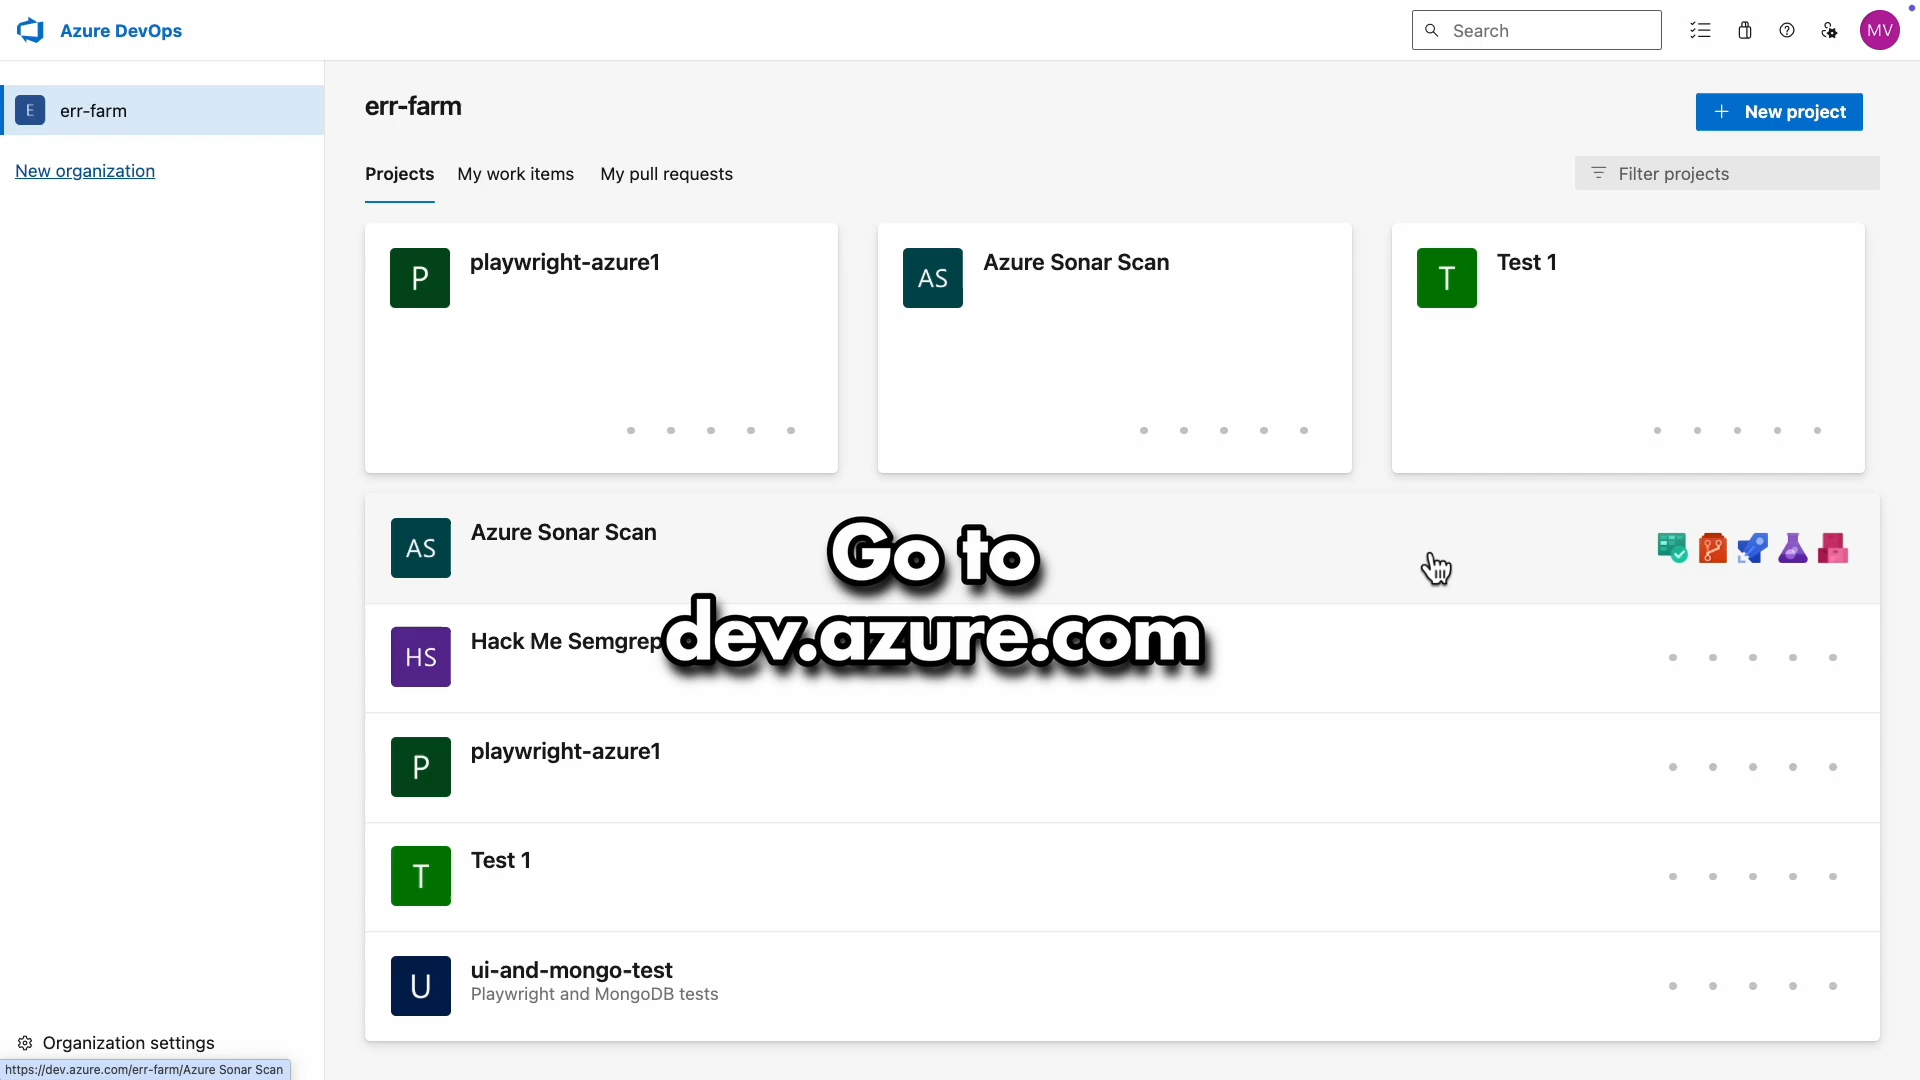 Azure DevOps
Search
MV
E
err-farm
New organization
err-farm
New project
Projects
My work items
My pull requests
Filter projects
P
playwright-azure1
AS
Azure Sonar Scan
T
Test 1
AS
Azure Sonar Scan
Go to
dev.azure.com
HS
Hack Me Semgrep
P
playwright-azure1
T
Test 1
U
ui-and-mongo-test
Playwright and MongoDB tests
Organization settings
https://dev.azure.com/err-farm/Azure Sonar Scan